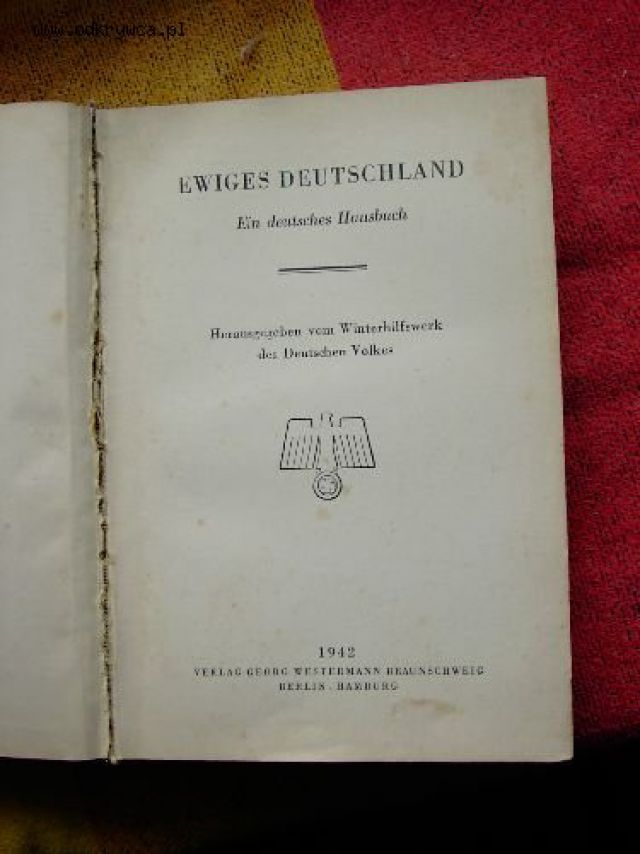 www.odkrywca.pl
EWIGES DEUTSCHLAND
Ein deutsches Hausbuch
Herausgegeben vom Winterhilfswerk
des Deutschen Volkes
1942
VERLAG GEORG WESTERMANN BRAUNSCHWEIG
BERLIN · HAMBURG